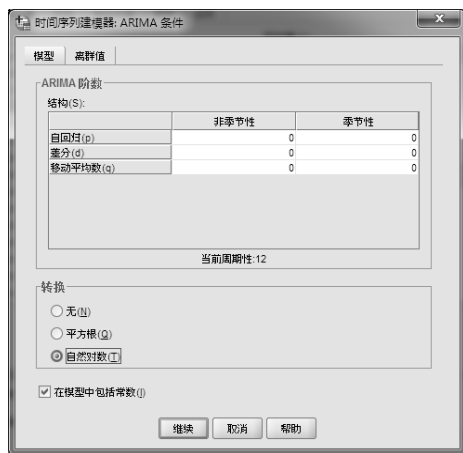 时间序列建模器: ARIMA 条件
模型 离群值
ARIMA 阶数
结构(S):
非季节性 季节性
自回归(p) 0 0
差分(d) 0 0
移动平均数(q) 0 0
当前周期性:12
转换
无(N)
平方根(Q)
自然对数(T)
在模型中包括常数(I)
继续 取消 帮助